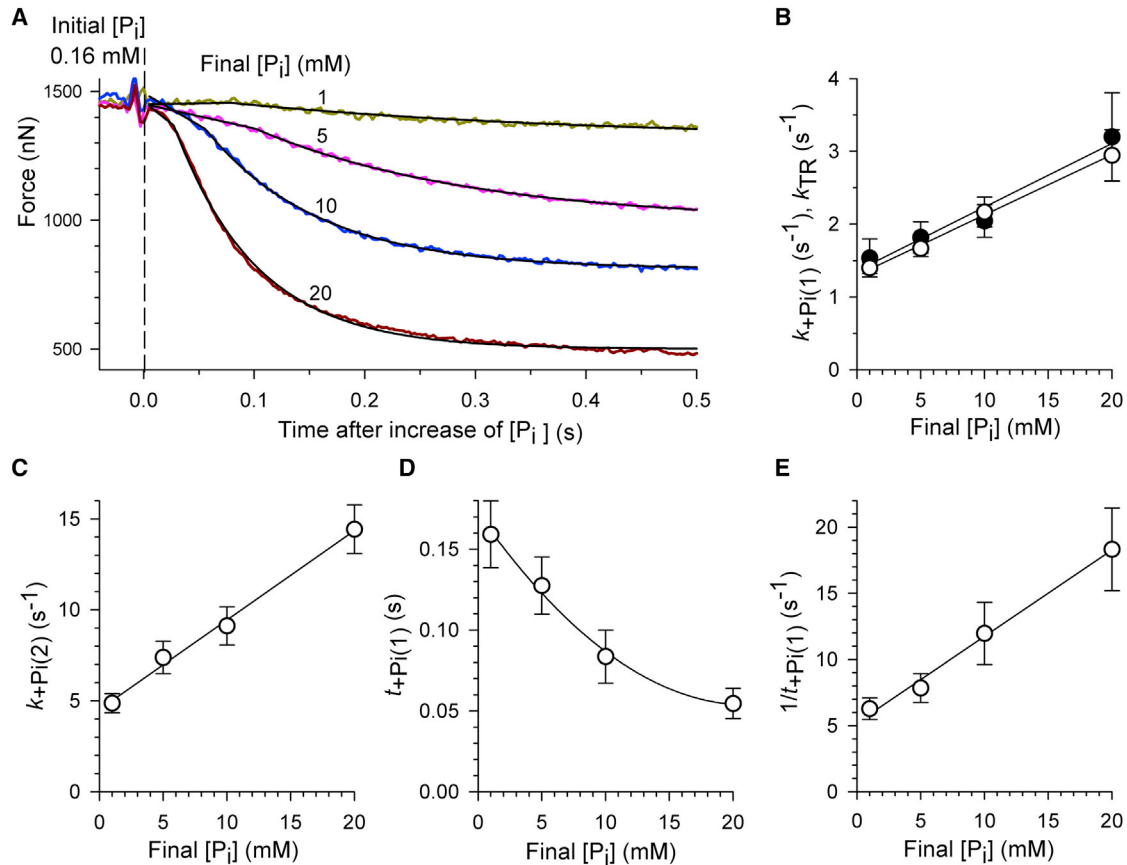 A
Initial [Pi]
0.16 mM
Final [Pi] (mM)
1
5
10
20
Force (nN)
1500
1000
500
0.0 0.1 0.2 0.3 0.4 0.5
Time after increase of [Pi] (s)
B
k+Pi(1) (s-1), kTR (s-1)
4
3
2
1
0
0 5 10 15 20
Final [Pi] (mM)
C
k+Pi(2) (s-1)
15
10
5
0
0 5 10 15 20
Final [Pi] (mM)
D
t+Pi(1) (s)
0.15
0.10
0.05
0.00
0 5 10 15 20
Final [Pi] (mM)
E
1/t+Pi(1) (s-1)
20
15
10
5
0
0 5 10 15 20
Final [Pi] (mM)